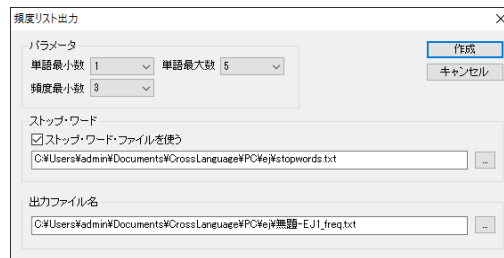 頻度リスト出力
パラメータ
単語最小数 1 単語最大数 5
頻度最小数 3
作成
キャンセル
ストップ・ワード
ストップ・ワード・ファイルを使う
C:¥Users¥admin¥Documents¥CrossLanguage¥PC¥ej¥stopwords.txt
...
出力ファイル名
C:¥Users¥admin¥Documents¥CrossLanguage¥PC¥ej¥無題-EJ1_freq.txt
...